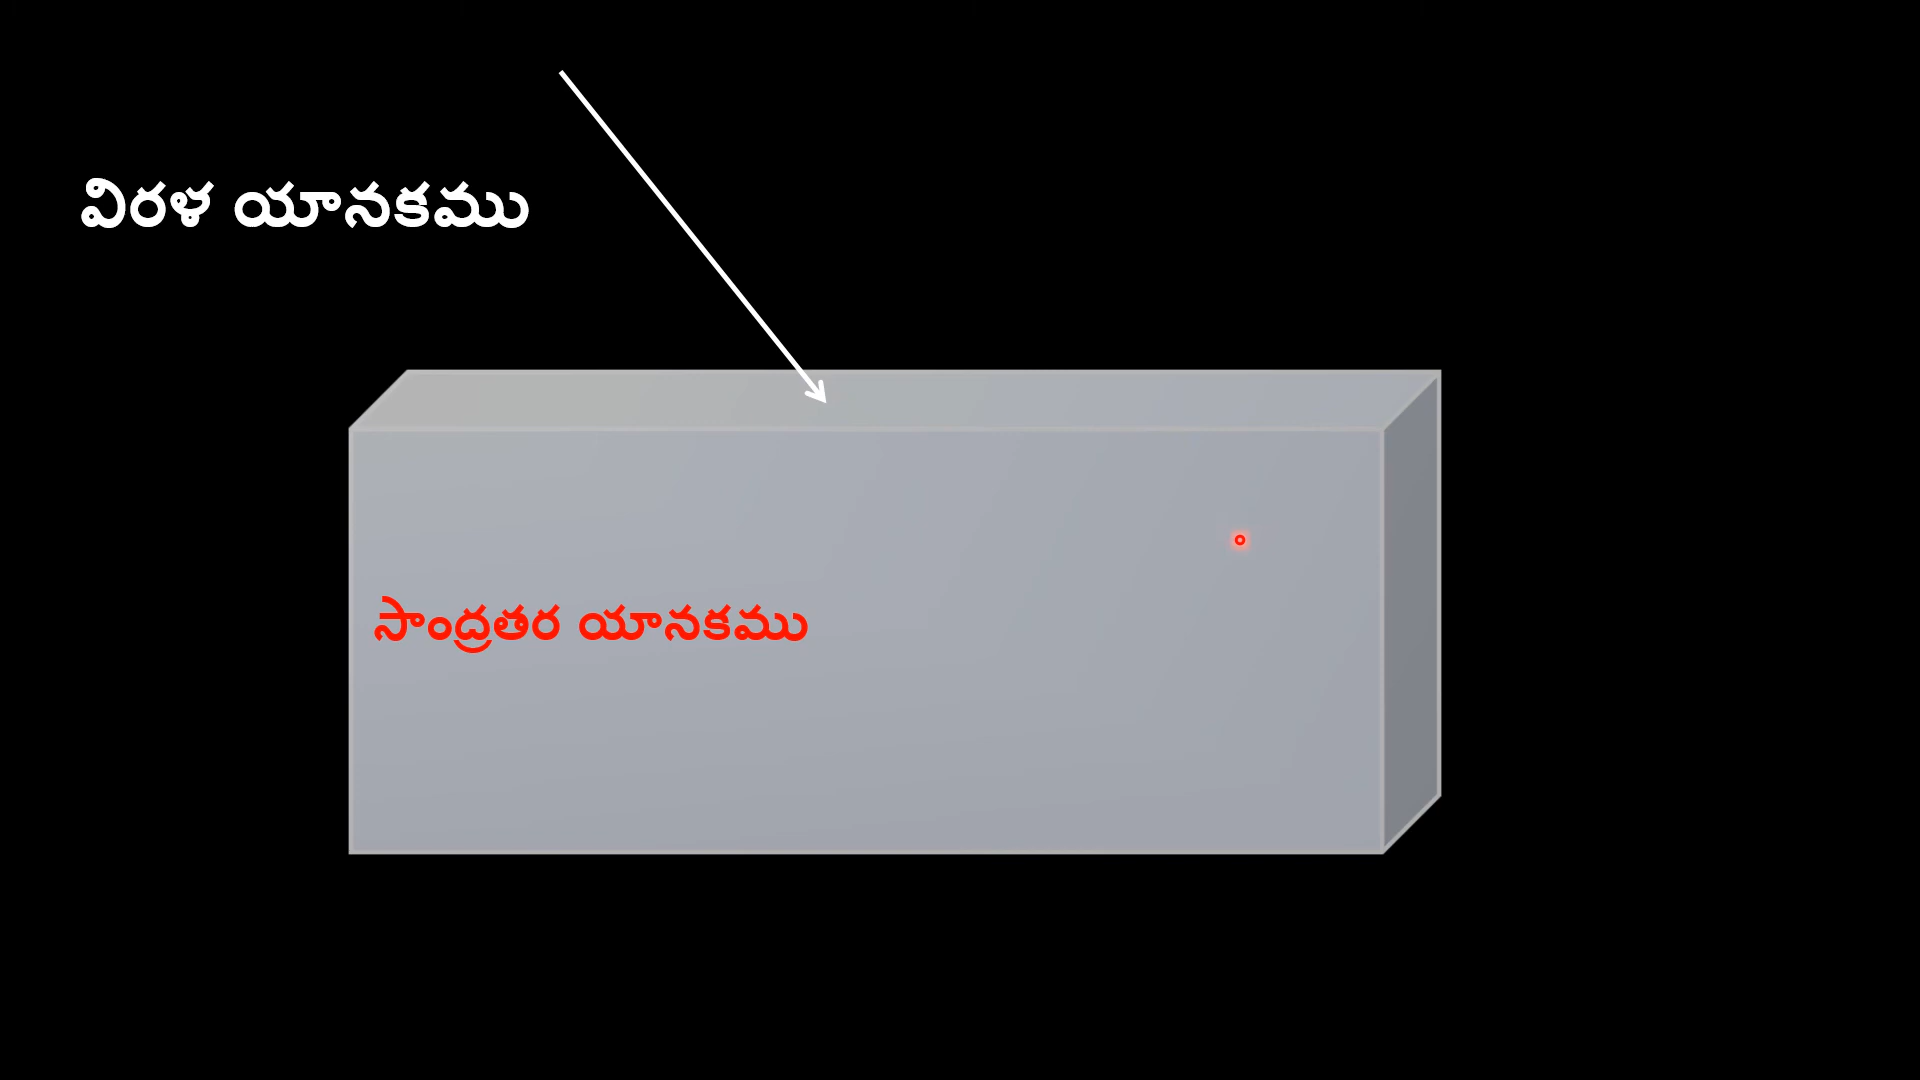 విరళ యానకము
సాంద్రతర యానకము